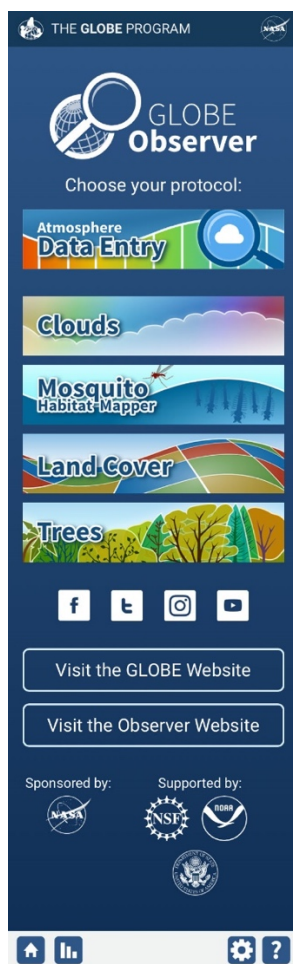 THE GLOBE PROGRAM
NASA
GLOBE
Observer
Choose your protocol:
Atmosphere
Data Entry
Clouds
Mosquito
Habitat Mapper
Land Cover
Trees
Visit the GLOBE Website
Visit the Observer Website
Sponsored by:
Supported by:
NASA
NSF
NOAA
?